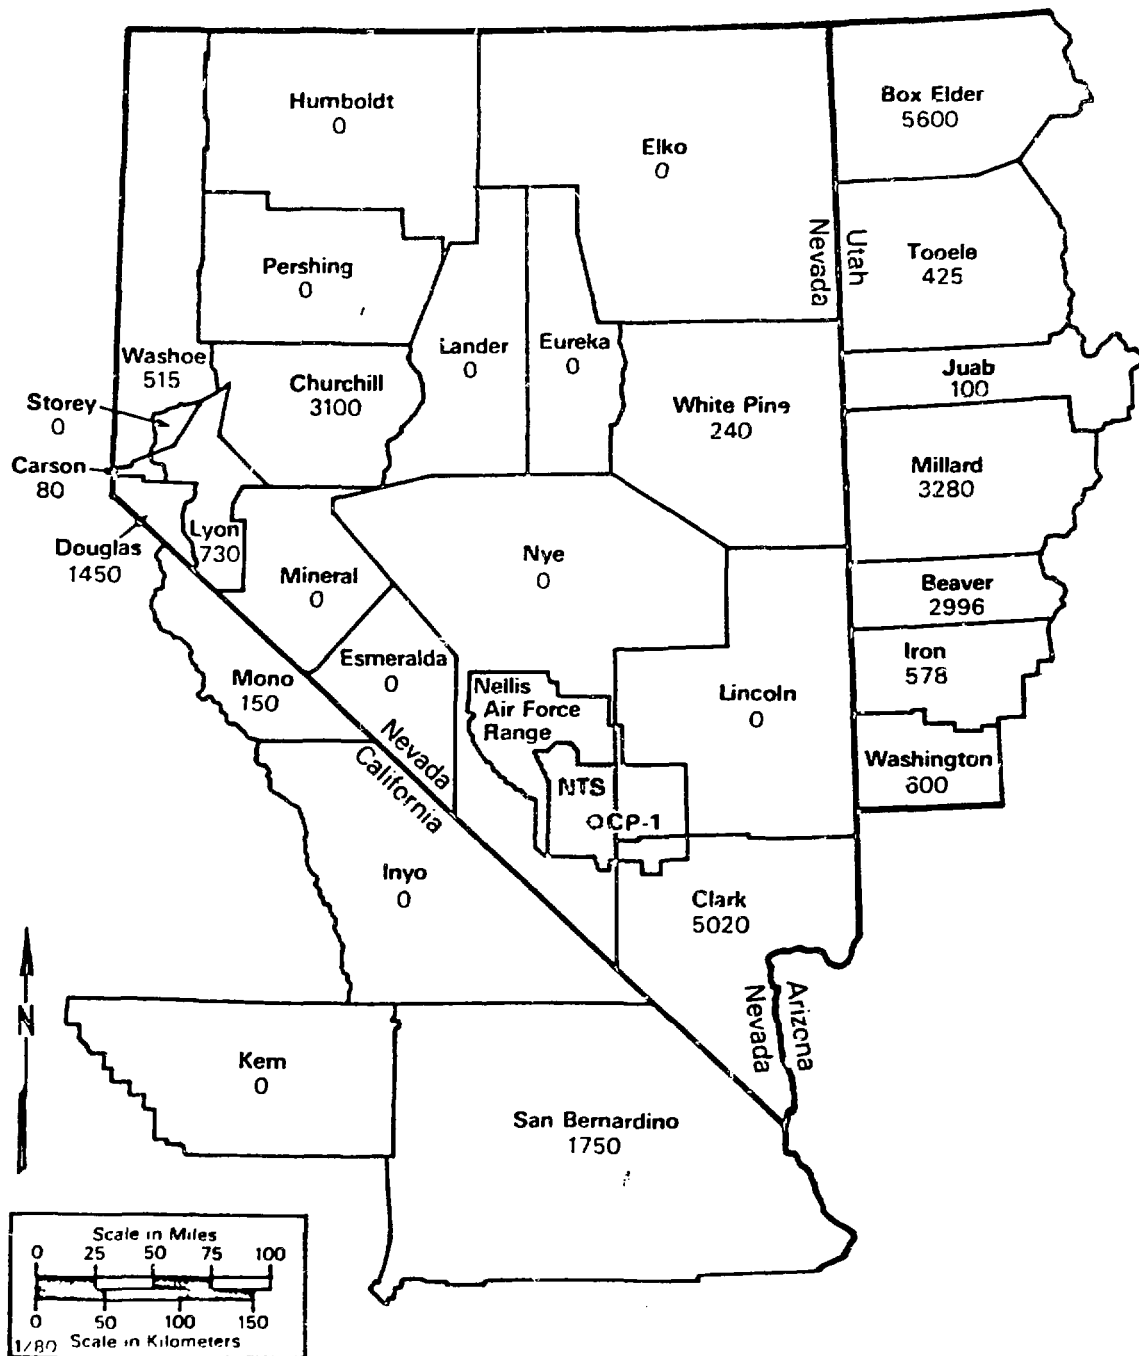 Humboldt
0
Elko
0
Box Elder
5600
Nevada
Utah
Tooele
425
Pershing
0
Lander
0
Eureka
0
Washoe
515
Churchill
3100
Storey
0
Juab
100
White Pine
240
Carson
80
Millard
3280
Lyon
730
Douglas
1450
Nye
0
Mineral
0
Beaver
2996
Iron
578
Esmeralda
0
Mono
150
Nellis
Air Force
Range
Lincoln
0
Nevada
California
Washington
600
NTS
CP-1
Inyo
0
Clark
5020
Nevada
Arizona
N
Kern
0
San Bernardino
1750
Scale in Miles
0 25 50 75 100
0 50 100 150
1/80 Scale in Kilometers